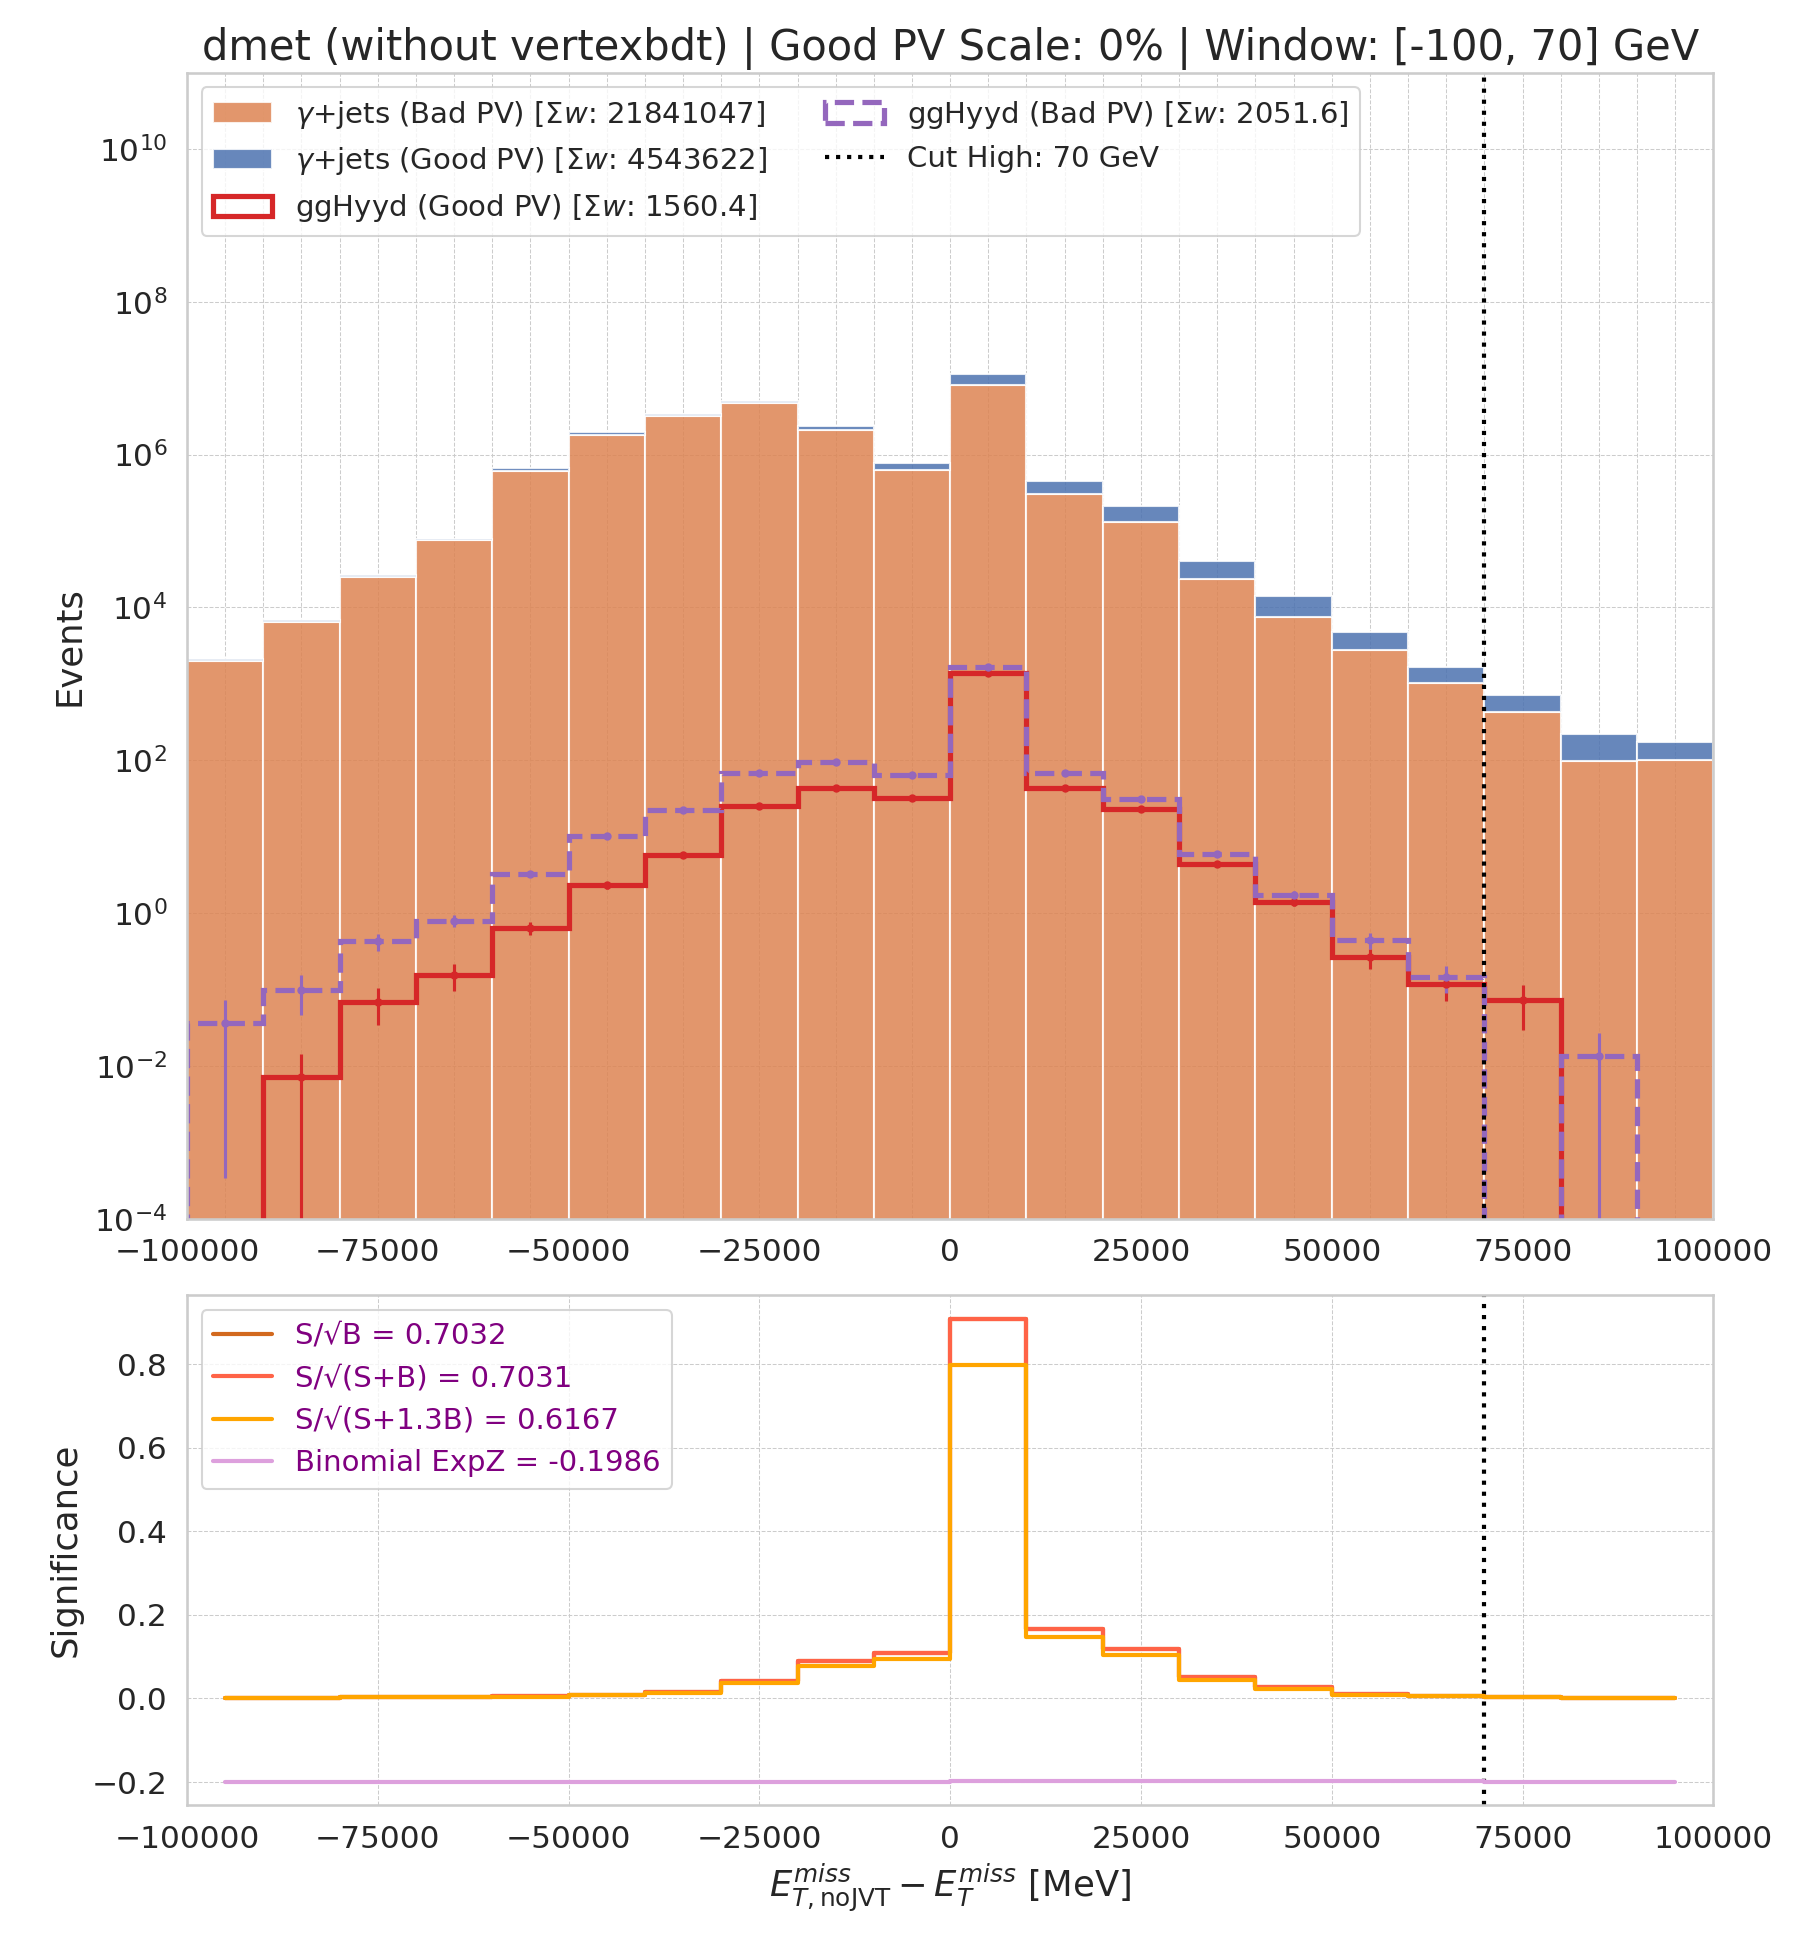 dmet (without vertexbdt) | Good PV Scale: 0% | Window: [-100, 70] GeV
γ+jets (Bad PV) [Σw: 21841047]
γ+jets (Good PV) [Σw: 4543622]
ggHyyd (Good PV) [Σw: 1560.4]
ggHyyd (Bad PV) [Σw: 2051.6]
Cut High: 70 GeV
Events
10^10
10^8
10^6
10^4
10^2
10^0
10^−2
10^−4
−100000 −75000 −50000 −25000 0 25000 50000 75000 100000
S/√B = 0.7032
S/√(S+B) = 0.7031
S/√(S+1.3B) = 0.6167
Binomial ExpZ = -0.1986
Significance
0.8
0.6
0.4
0.2
0.0
−0.2
−100000 −75000 −50000 −25000 0 25000 50000 75000 100000
E_{T,noJVT}^{miss} − E_T^{miss} [MeV]